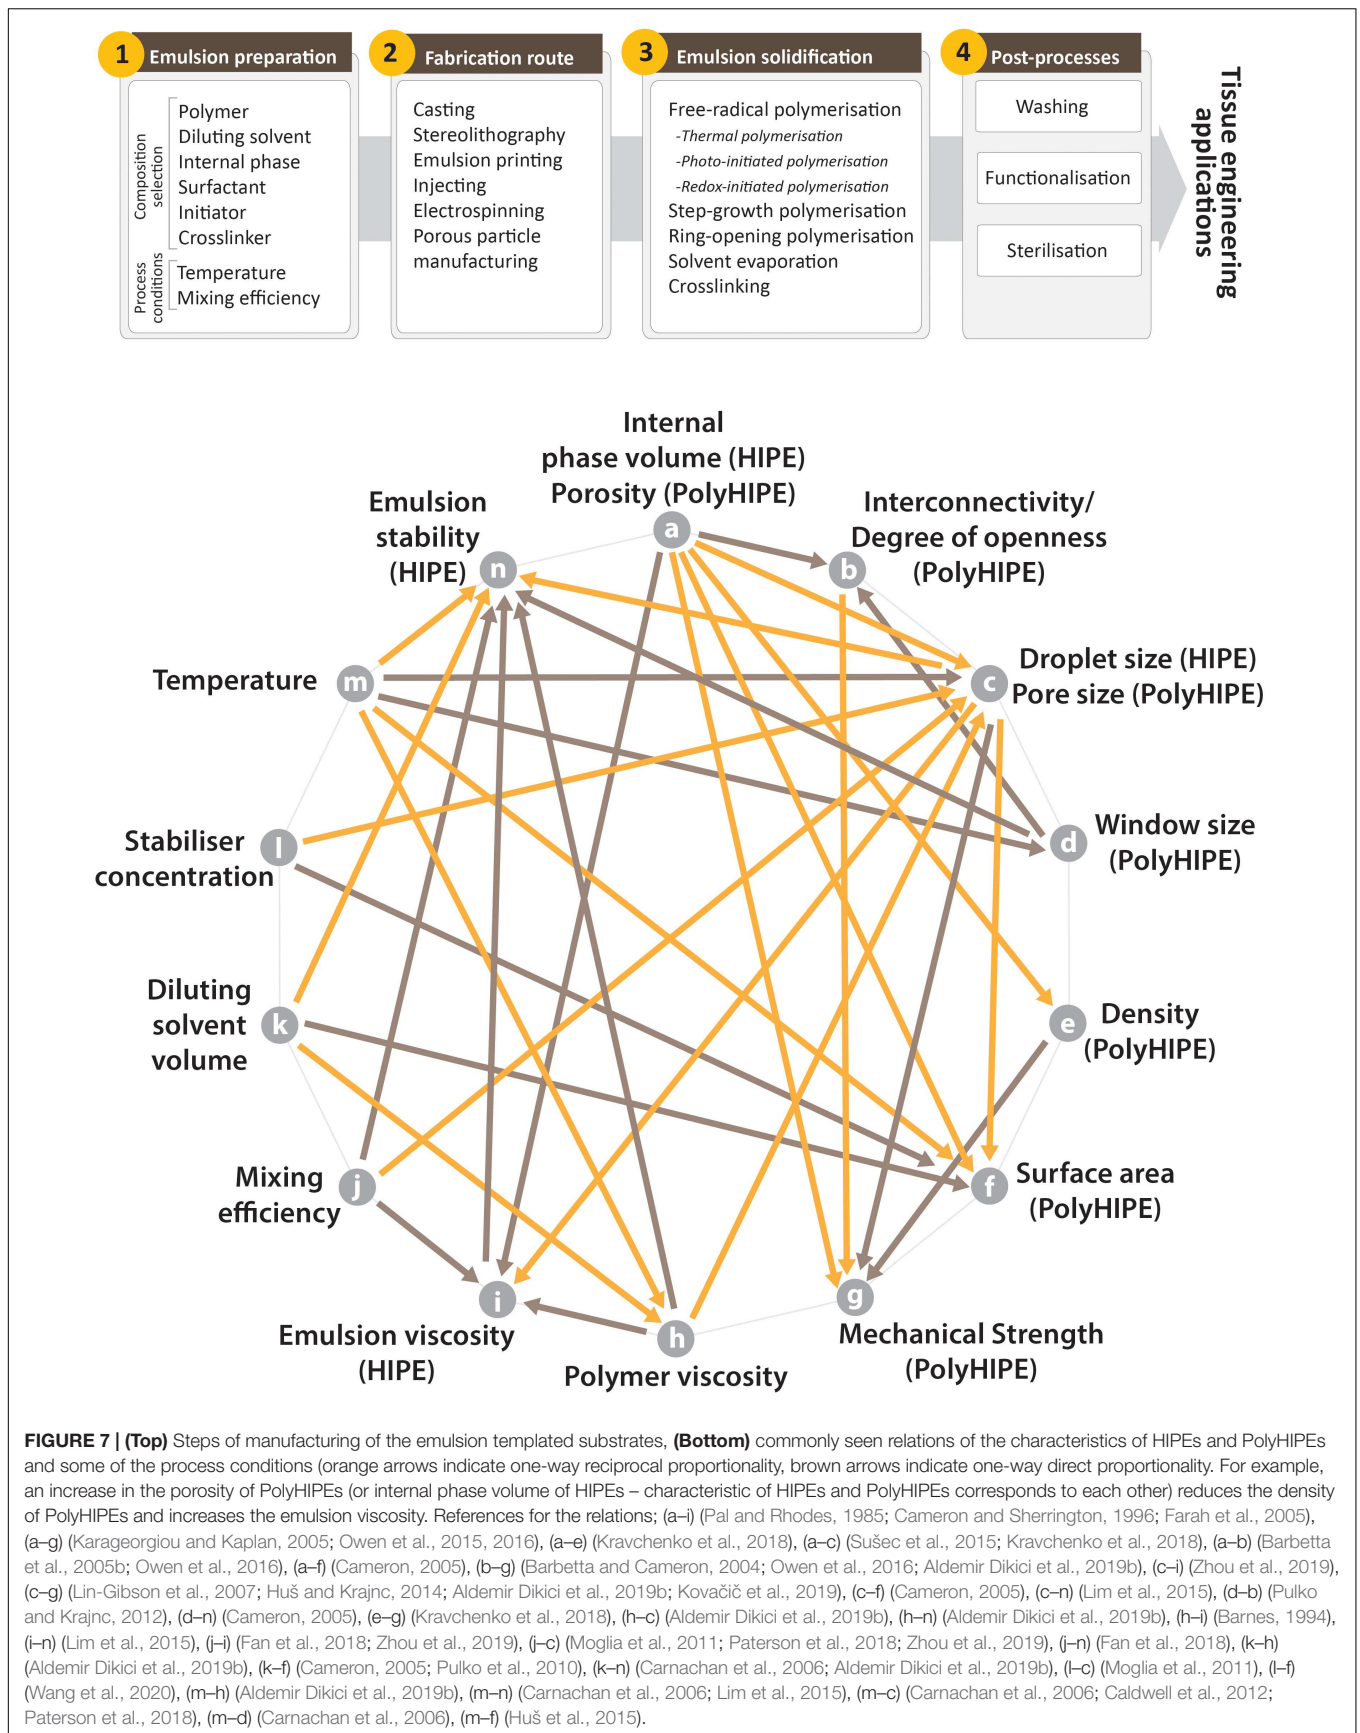 1 Emulsion preparation
Composition selection
Polymer
Diluting solvent
Internal phase
Surfactant
Initiator
Crosslinker
Process conditions
Temperature
Mixing efficiency
2 Fabrication route
Casting
Stereolithography
Emulsion printing
Injecting
Electrospinning
Porous particle
manufacturing
3 Emulsion solidification
Free-radical polymerisation
-Thermal polymerisation
-Photo-initiated polymerisation
-Redox-initiated polymerisation
Step-growth polymerisation
Ring-opening polymerisation
Solvent evaporation
Crosslinking
4 Post-processes
Washing
Functionalisation
Sterilisation
Tissue engineering
applications
Internal
phase volume (HIPE)
Porosity (PolyHIPE)
a
Interconnectivity/
Degree of openness
(PolyHIPE)
b
Droplet size (HIPE)
Pore size (PolyHIPE)
c
Window size
(PolyHIPE)
d
Density
(PolyHIPE)
e
Surface area
(PolyHIPE)
f
Mechanical Strength
(PolyHIPE)
g
Polymer viscosity
h
Emulsion viscosity
(HIPE)
i
Mixing
efficiency
j
Diluting
solvent
volume
k
Stabiliser
concentration
l
Temperature
m
Emulsion
stability
(HIPE)
n
FIGURE 7 | (Top) Steps of manufacturing of the emulsion templated substrates, (Bottom) commonly seen relations of the characteristics of HIPEs and PolyHIPEs
and some of the process conditions (orange arrows indicate one-way reciprocal proportionality, brown arrows indicate one-way direct proportionality. For example,
an increase in the porosity of PolyHIPEs (or internal phase volume of HIPEs – characteristic of HIPEs and PolyHIPEs corresponds to each other) reduces the density
of PolyHIPEs and increases the emulsion viscosity. References for the relations; (a–i) (Pal and Rhodes, 1985; Cameron and Sherrington, 1996; Farah et al., 2005),
(a–g) (Karageorgiou and Kaplan, 2005; Owen et al., 2015, 2016), (a–e) (Kravchenko et al., 2018), (a–c) (Sušec et al., 2015; Kravchenko et al., 2018), (a–b) (Barbetta
et al., 2005b; Owen et al., 2016), (a–f) (Cameron, 2005), (b–g) (Barbetta and Cameron, 2004; Owen et al., 2016; Aldemir Dikici et al., 2019b), (c–i) (Zhou et al., 2019),
(c–g) (Lin-Gibson et al., 2007; Huš and Krajnc, 2014; Aldemir Dikici et al., 2019b; Kovačič et al., 2019), (c–f) (Cameron, 2005), (c–n) (Lim et al., 2015), (d–b) (Pulko
and Krajnc, 2012), (d–n) (Cameron, 2005), (e–g) (Kravchenko et al., 2018), (h–c) (Aldemir Dikici et al., 2019b), (h–n) (Aldemir Dikici et al., 2019b), (h–i) (Barnes, 1994),
(i–n) (Lim et al., 2015), (j–i) (Fan et al., 2018; Zhou et al., 2019), (j–c) (Moglia et al., 2011; Paterson et al., 2018; Zhou et al., 2019), (j–n) (Fan et al., 2018), (k–h)
(Aldemir Dikici et al., 2019b), (k–f) (Cameron, 2005; Pulko et al., 2010), (k–n) (Carnachan et al., 2006; Aldemir Dikici et al., 2019b), (l–c) (Moglia et al., 2011), (l–f)
(Wang et al., 2020), (m–h) (Aldemir Dikici et al., 2019b), (m–n) (Carnachan et al., 2006; Lim et al., 2015), (m–c) (Carnachan et al., 2006; Caldwell et al., 2012;
Paterson et al., 2018), (m–d) (Carnachan et al., 2006), (m–f) (Huš et al., 2015).